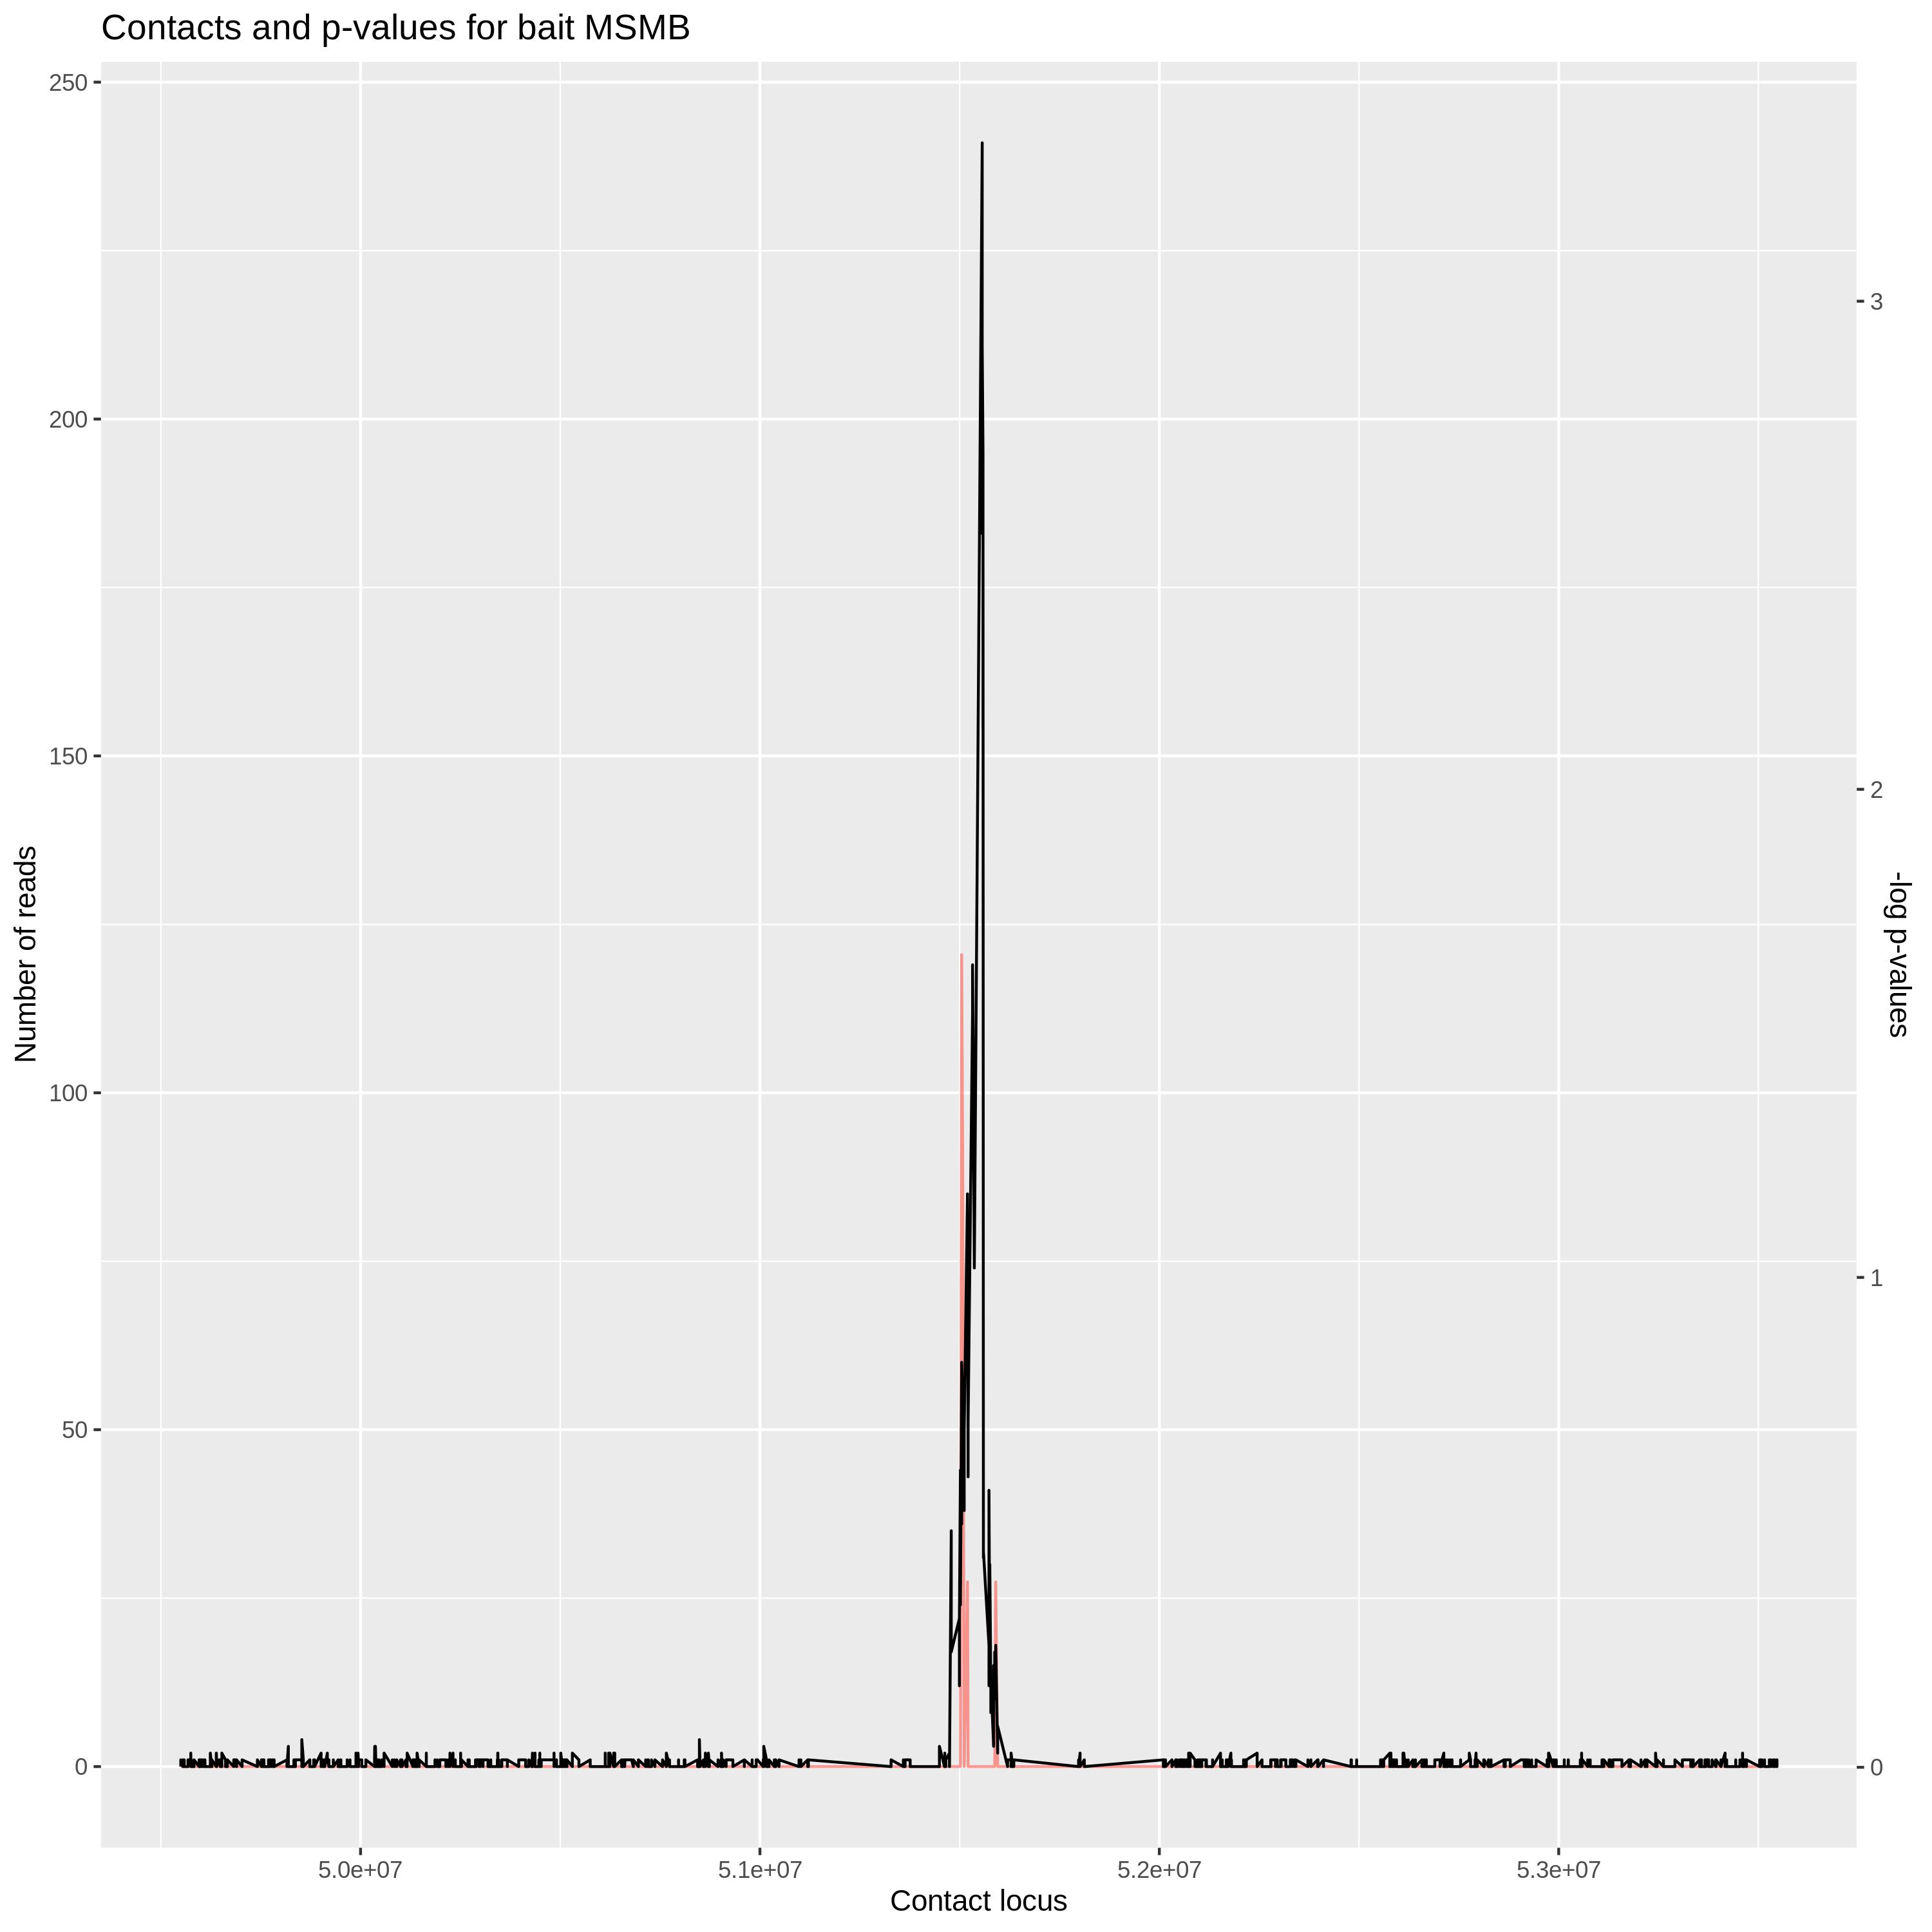 Contacts and p-values for bait MSMB
250
200
150
100
50
0
Number of reads
3
2
1
0
-log p-values
5.0e+07
5.1e+07
5.2e+07
5.3e+07
Contact locus